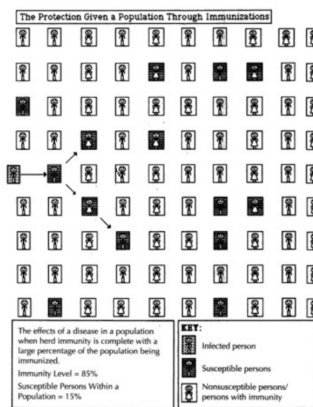 The Protection Given a Population Through Immunizations
The effects of a disease in a population
when herd immunity is complete with a
large percentage of the population being
immunized.
Immunity Level = 85%
Susceptible Persons Within a
Population = 15%
KEY:
Infected person
Susceptible persons
Nonsusceptible persons/
persons with immunity